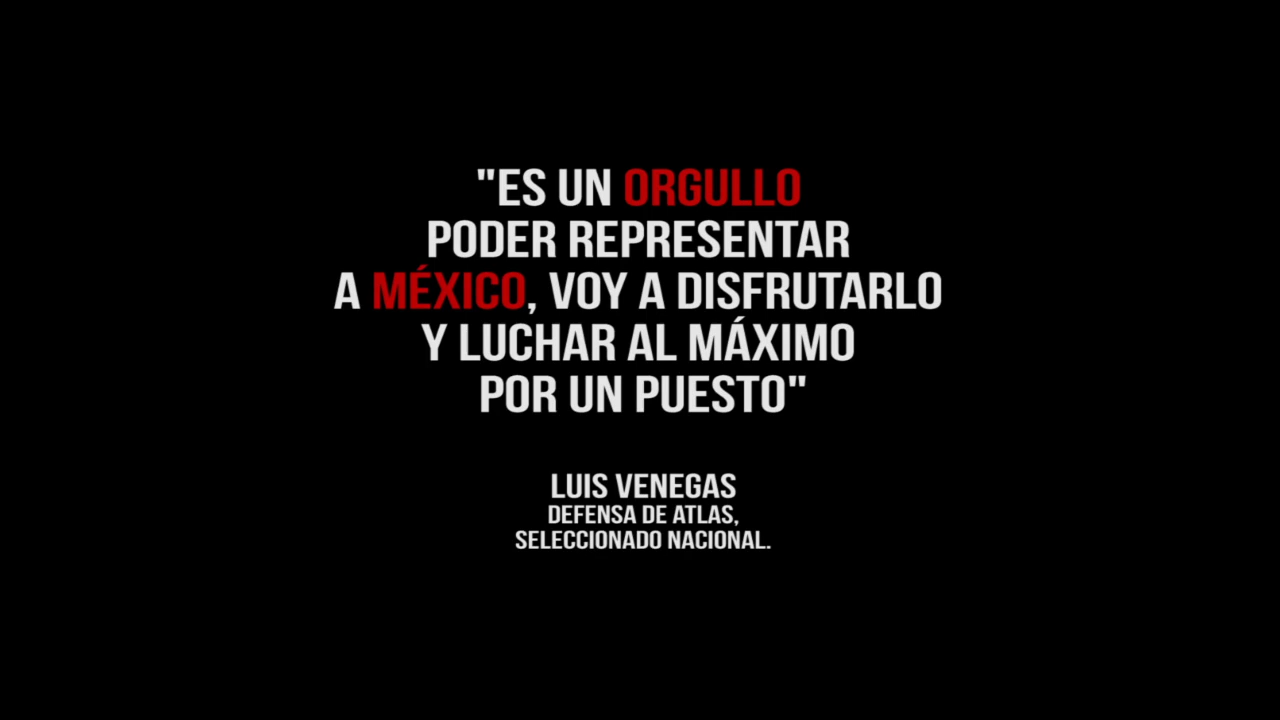 "ES UN ORGULLO
PODER REPRESENTAR
A MÉXICO, VOY A DISFRUTARLO
Y LUCHAR AL MÁXIMO
POR UN PUESTO"
LUIS VENEGAS
DEFENSA DE ATLAS,
SELECCIONADO NACIONAL.